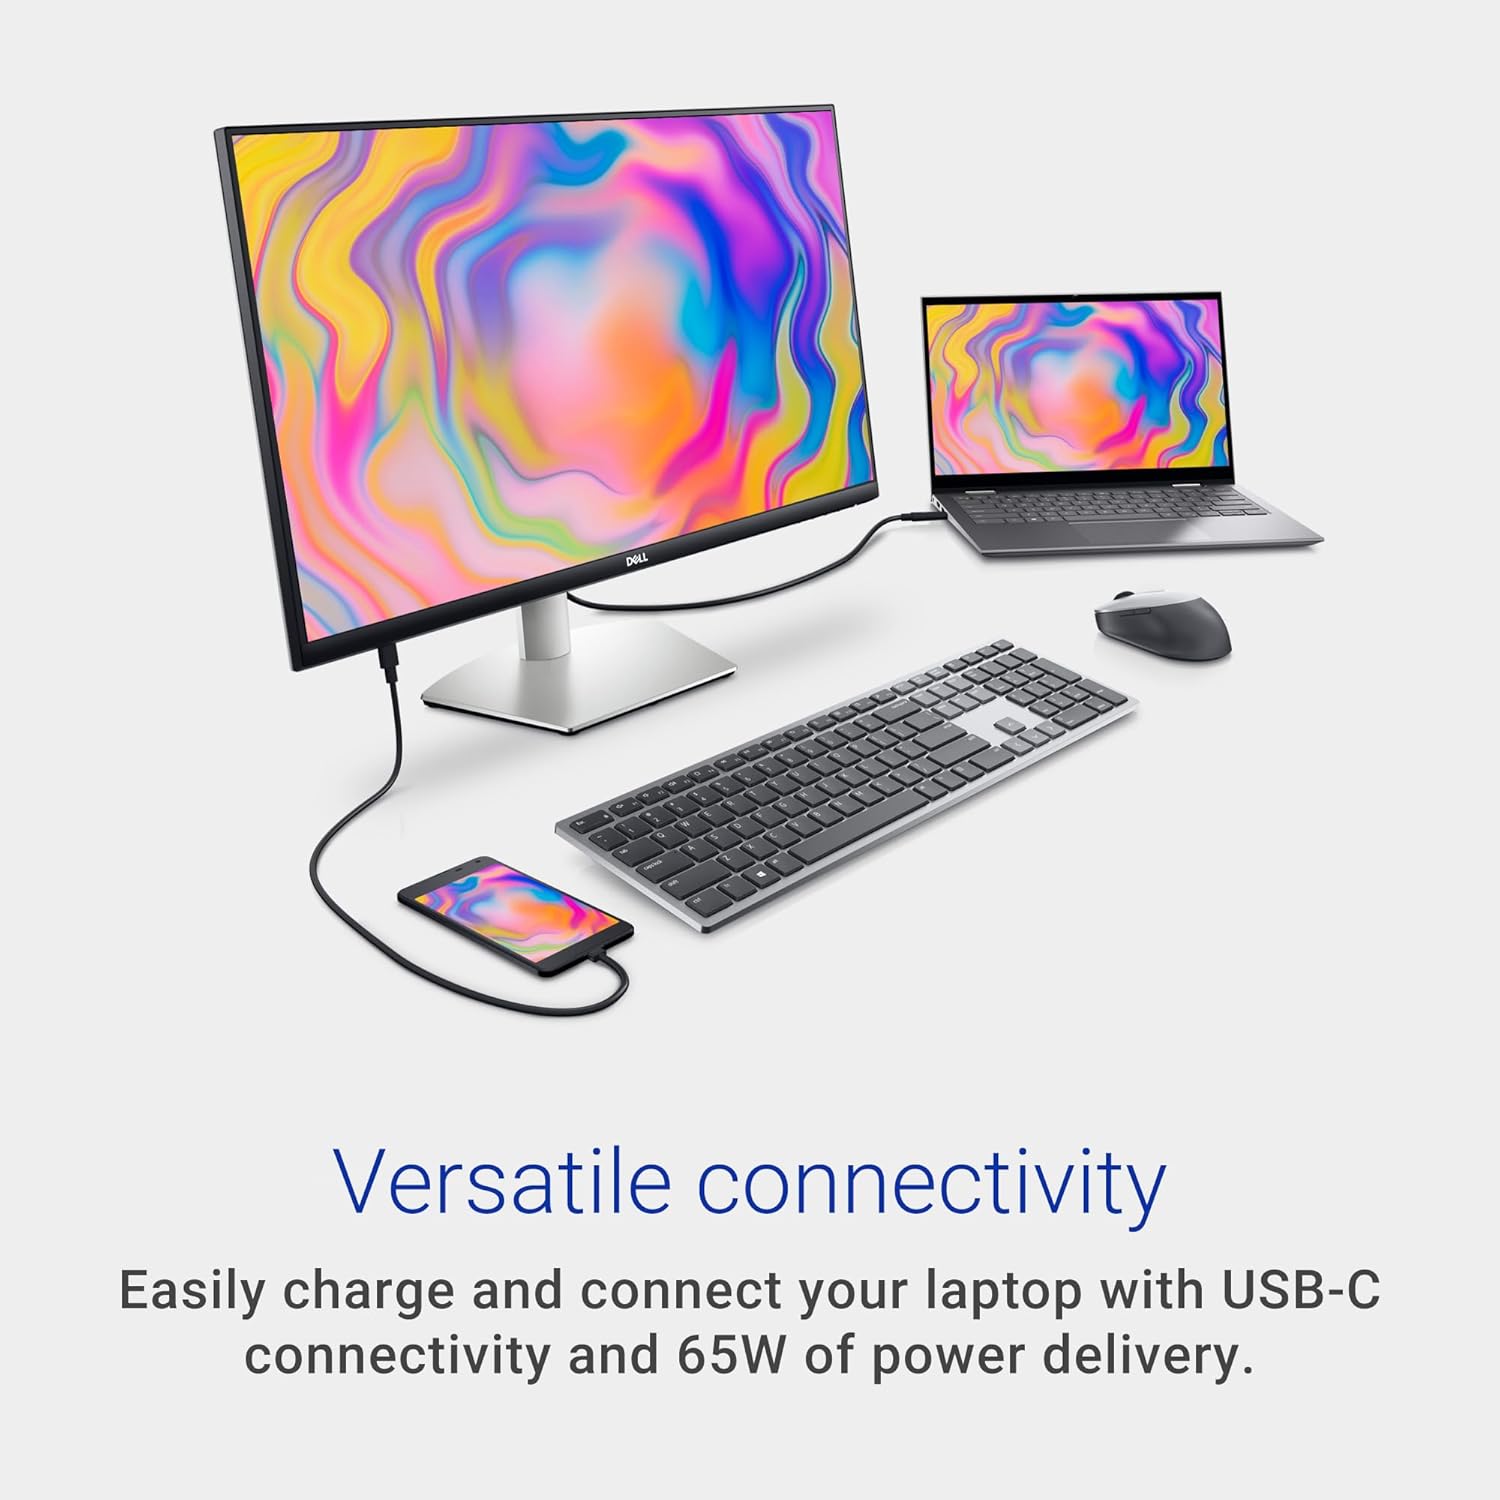 DELL
Versatile connectivity
Easily charge and connect your laptop with USB-C
connectivity and 65W of power delivery.